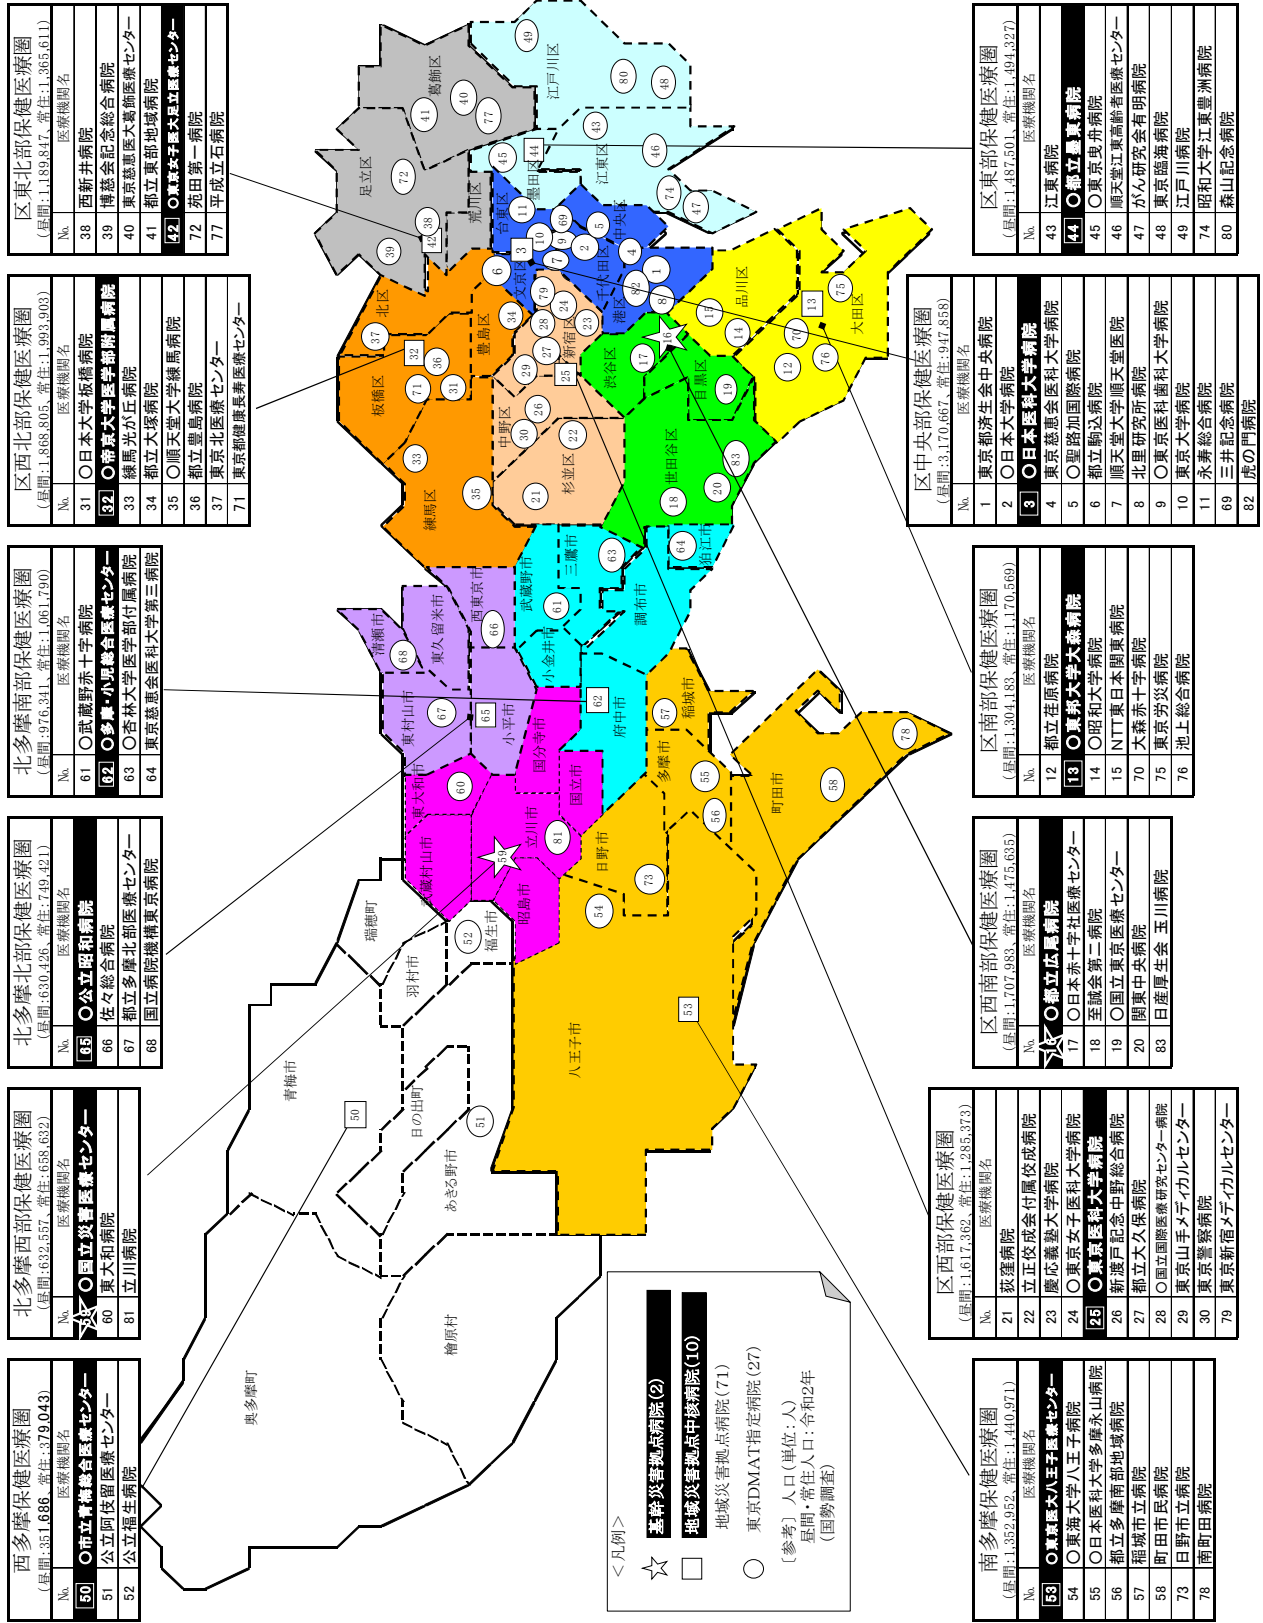 西多摩保健医療圏
(昼間:351,686、常住:379,043)
No. 医療機関名
50 〇市立青梅総合医療センター
51 公立阿伎留医療センター
52 公立福生病院
北多摩西部保健医療圏
(昼間:632,557、常住:658,632)
No. 医療機関名
59 〇国立災害医療センター
60 東大和病院
81 立川病院
北多摩北部保健医療圏
(昼間:630,426、常住:749,421)
No. 医療機関名
65 〇公立昭和病院
66 佐々総合病院
67 都立多摩北部医療センター
68 国立病院機構東京病院
北多摩南部保健医療圏
(昼間:976,341、常住:1,061,790)
No. 医療機関名
61 〇武蔵野赤十字病院
62 〇多摩・小児総合医療センター
63 〇杏林大学医学部付属病院
64 東京慈恵会医科大学第三病院
区西北部保健医療圏
(昼間:1,868,805、常住:1,993,903)
No. 医療機関名
31 〇日本大学板橋病院
32 〇帝京大学医学部附属病院
33 練馬光が丘病院
34 都立大塚病院
35 〇順天堂大学練馬病院
36 都立豊島病院
37 東京北医療センター
71 東京都健康長寿医療センター
区東北部保健医療圏
(昼間:1,189,847、常住:1,365,611)
No. 医療機関名
38 西新井病院
39 博慈会記念総合病院
40 東京慈恵医大葛飾医療センター
41 都立東部地域病院
42 〇東京女子医大足立医療センター
72 苑田第一病院
77 平成立石病院
奥多摩町
檜原村
青梅市
日の出町
あきる野市
瑞穂町
羽村市
福生市
武蔵村山市
東大和市
立川市
昭島市
国分寺市
国立市
東村山市
清瀬市
東久留米市
西東京市
小平市
武蔵野市
三鷹市
小金井市
調布市
狛江市
府中市
稲城市
多摩市
日野市
八王子市
町田市
練馬区
板橋区
北区
豊島区
中野区
杉並区
新宿区
世田谷区
渋谷区
目黒区
品川区
大田区
港区
千代田区
中央区
文京区
台東区
荒川区
足立区
葛飾区
墨田区
江東区
江戸川区
<凡例>
☆ 基幹災害拠点病院(2)
□ 地域災害拠点中核病院(10)
地域災害拠点病院(71)
〇 東京DMAT指定病院(27)
[参考]人口(単位:人)
昼間・常住人口:令和2年
(国勢調査)
南多摩保健医療圏
(昼間:1,352,952、常住:1,440,971)
No. 医療機関名
53 〇東京医大八王子医療センター
54 〇東海大学八王子病院
55 〇日本医科大学多摩永山病院
56 都立多摩南部地域病院
57 稲城市立病院
58 町田市民病院
73 日野市立病院
78 南町田病院
区西部保健医療圏
(昼間:1,617,362、常住:1,285,373)
No. 医療機関名
21 荻窪病院
22 立正佼成会付属佼成病院
23 慶応義塾大学病院
24 〇東京女子医科大学病院
25 〇東京医科大学病院
26 新渡戸記念中野総合病院
27 都立大久保病院
28 〇国立国際医療研究センター病院
29 東京山手メディカルセンター
30 東京警察病院
79 東京新宿メディカルセンター
区西南部保健医療圏
(昼間:1,707,983、常住:1,475,635)
No. 医療機関名
16 〇都立広尾病院
17 〇日本赤十字社医療センター
18 至誠会第二病院
19 〇国立東京医療センター
20 関東中央病院
83 日産厚生会 玉川病院
区南部保健医療圏
(昼間:1,304,183、常住:1,170,569)
No. 医療機関名
12 都立荏原病院
13 〇東邦大学大森病院
14 〇昭和大学病院
15 NTT東日本関東病院
70 大森赤十字病院
75 東京労災病院
76 池上総合病院
区中央部保健医療圏
(昼間:3,170,667、常住:947,858)
No. 医療機関名
1 東京都済生会中央病院
2 〇日本大学病院
3 〇日本医科大学病院
4 東京慈恵会医科大学病院
5 〇聖路加国際病院
6 都立駒込病院
7 順天堂大学順天堂医院
8 北里研究所病院
9 〇東京医科歯科大学病院
10 東京大学病院
11 永寿総合病院
69 三井記念病院
82 虎の門病院
区東部保健医療圏
(昼間:1,487,501、常住:1,494,327)
No. 医療機関名
43 江東病院
44 〇都立墨東病院
45 〇東京曳舟病院
46 順天堂江東高齢者医療センター
47 がん研究会有明病院
48 東京臨海病院
49 江戸川病院
74 昭和大学江東豊洲病院
80 森山記念病院